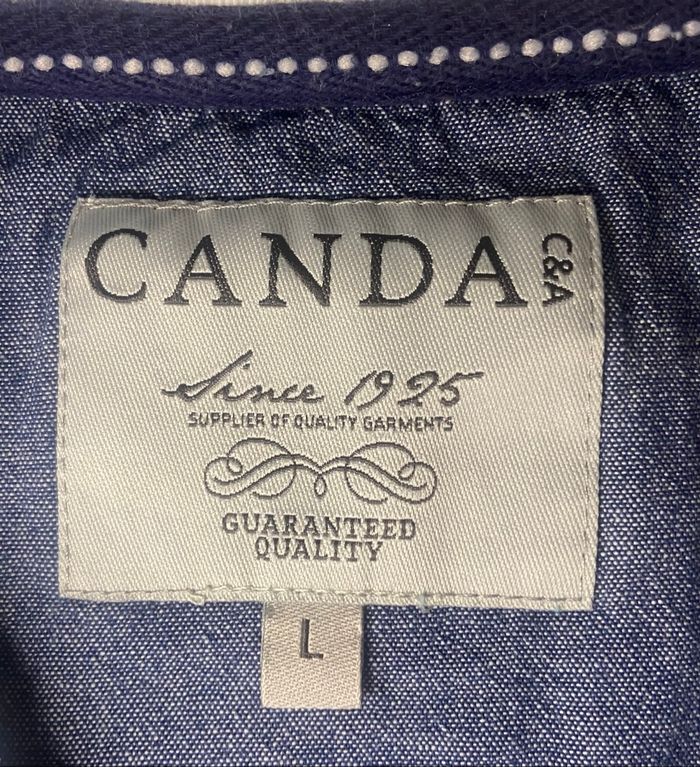 CANDA
C&A
Since 1925
SUPPLIER OF QUALITY GARMENTS
GUARANTEED
QUALITY
L